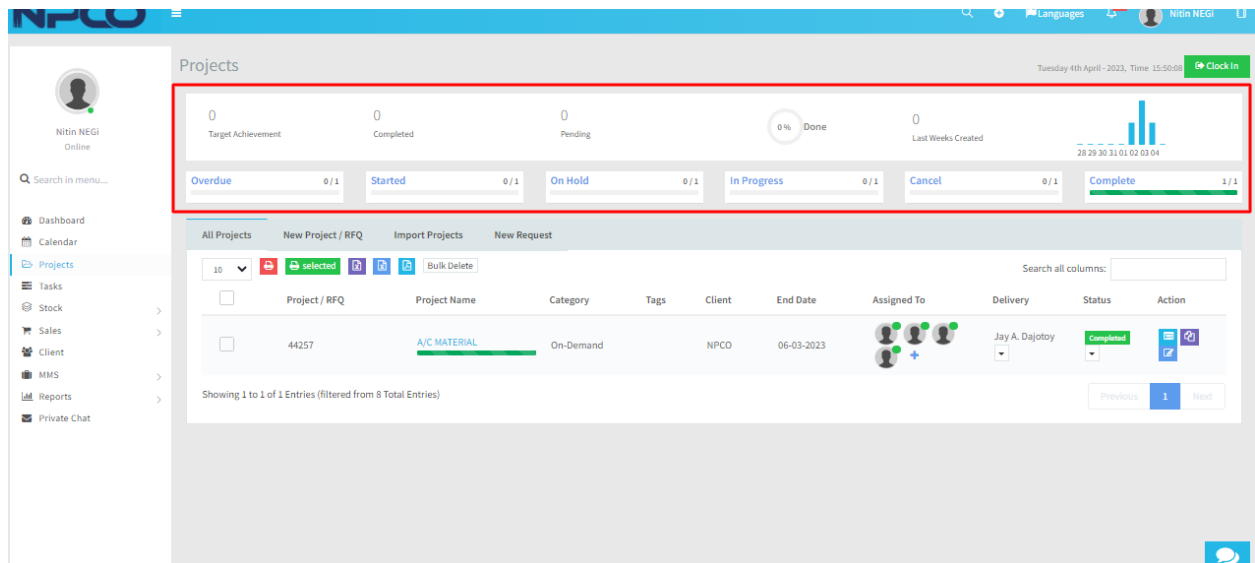 NPCO
Languages
Nitin NEGi
Nitin NEGi
Online
Search in menu...
Dashboard
Calendar
Projects
Tasks
Stock
Sales
Client
MMS
Reports
Private Chat
Projects
Tuesday 4th April - 2023, Time 15:50:08
Clock In
0
Target Achievement
0
Completed
0
Pending
0 % Done
0
Last Weeks Created
28 29 30 31 01 02 03 04
Overdue 0/1
Started 0/1
On Hold 0/1
In Progress 0/1
Cancel 0/1
Complete 1/1
All Projects New Project / RFQ Import Projects New Request
10 selected Bulk Delete Search all columns:
Project / RFQ Project Name Category Tags Client End Date Assigned To Delivery Status Action
44257 A/C MATERIAL On-Demand NPCO 06-03-2023 Jay A. Dajotoy Completed
Showing 1 to 1 of 1 Entries (filtered from 8 Total Entries)
Previous 1 Next